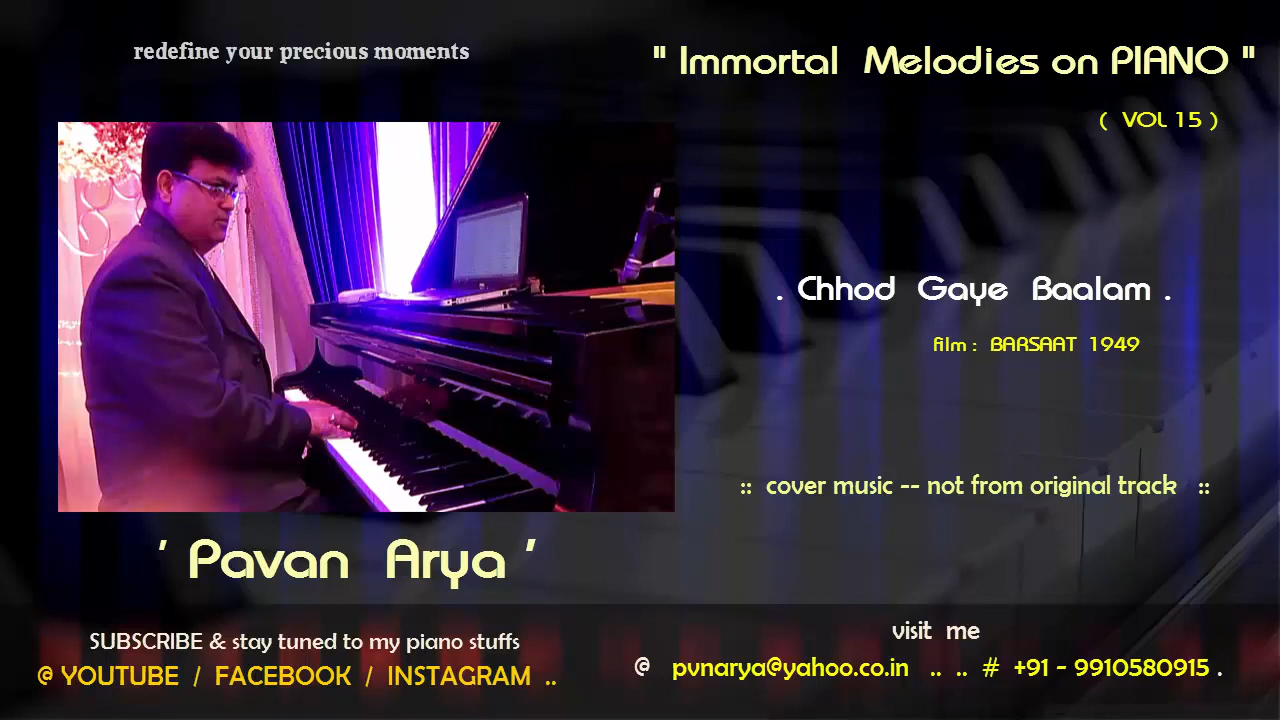 redefine your precious moments
" Immortal Melodies on PIANO "
( VOL 15 )
. Chhod Gaye Baalam .
film : BARSAAT 1949
:: cover music -- not from original track ::
' Pavan Arya '
SUBSCRIBE & stay tuned to my piano stuffs
@ YOUTUBE / FACEBOOK / INSTAGRAM ..
visit me
@ pvnarya@yahoo.co.in .. .. # +91 - 9910580915 .